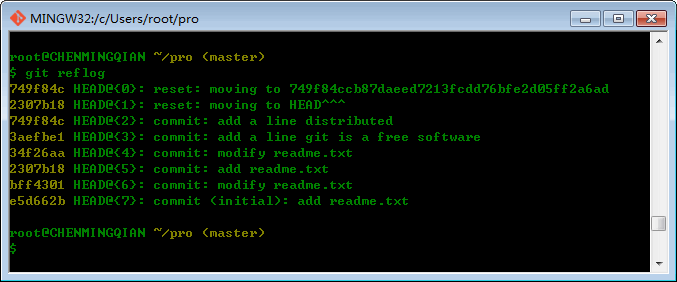 MINGW32:/c/Users/root/pro
root@CHENMINGQIAN ~/pro (master)
$ git reflog
749f84c HEAD@{0}: reset: moving to 749f84ccb87daeed7213fcdd76bfe2d05ff2a6ad
2307b18 HEAD@{1}: reset: moving to HEAD^^^
749f84c HEAD@{2}: commit: add a line distributed
3aefbe1 HEAD@{3}: commit: add a line git is a free software
34f26aa HEAD@{4}: commit: modify readme.txt
2307b18 HEAD@{5}: commit: add readme.txt
bff4301 HEAD@{6}: commit: modify readme.txt
e5d662b HEAD@{7}: commit (initial): add readme.txt
root@CHENMINGQIAN ~/pro (master)
$